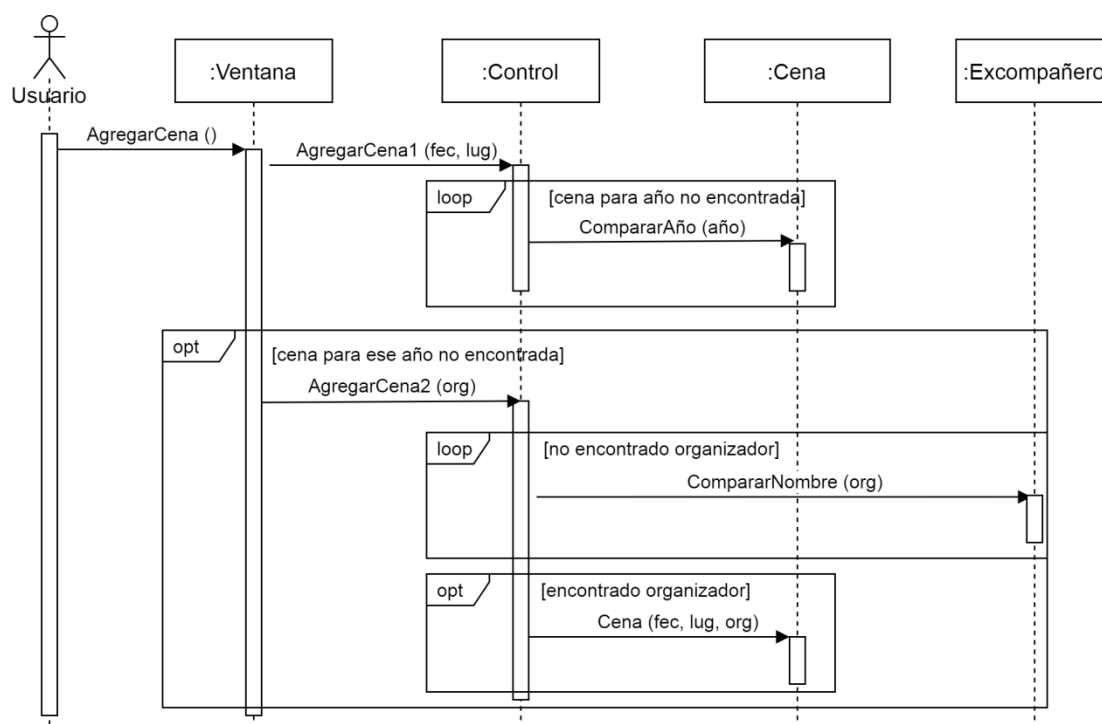 Usuario
:Ventana
:Control
:Cena
:Excompañero
AgregarCena ()
AgregarCena1 (fec, lug)
loop
[cena para año no encontrada]
CompararAño (año)
opt
[cena para ese año no encontrada]
AgregarCena2 (org)
loop
[no encontrado organizador]
CompararNombre (org)
opt
[encontrado organizador]
Cena (fec, lug, org)